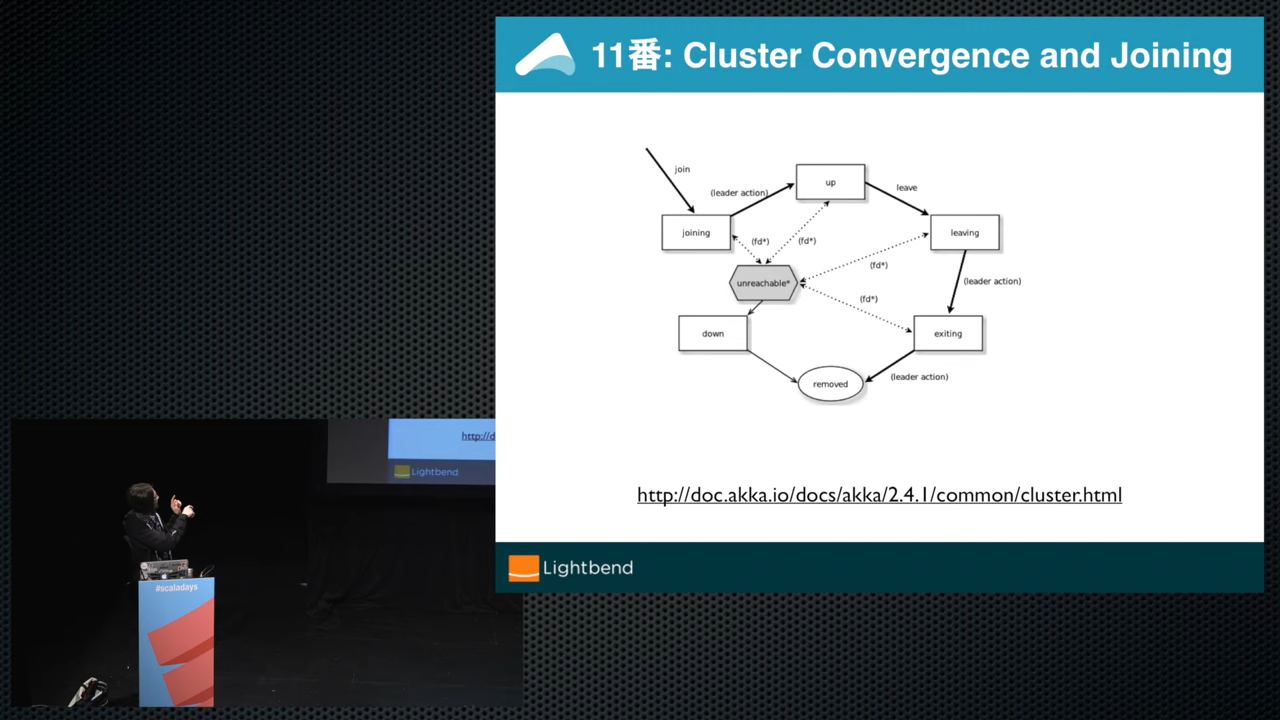 11番: Cluster Convergence and Joining
join
up
(leader action)
leave
joining
leaving
(fd*)
(fd*)
(fd*)
unreachable*
(leader action)
(fd*)
down
exiting
removed
(leader action)
http://doc.akka.io/docs/akka/2.4.1/common/cluster.html
Lightbend
http://d
Lightbend
#scaladays